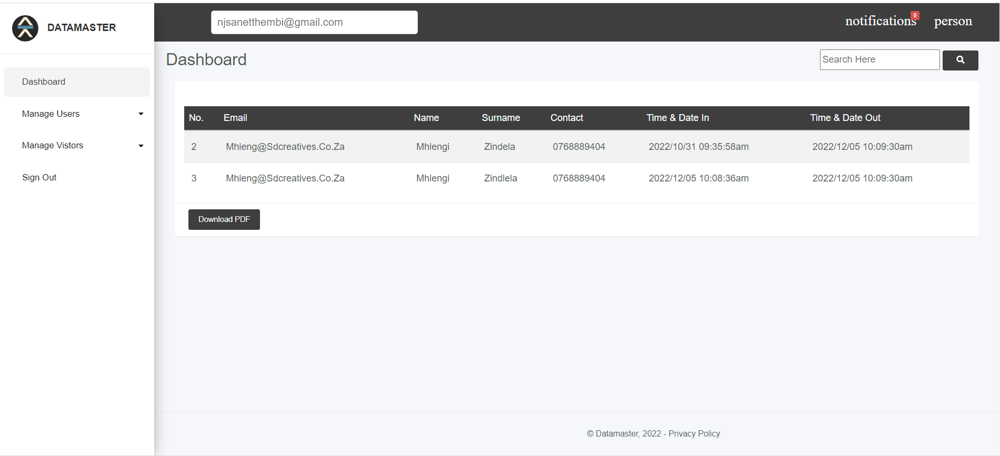 DATAMASTER
njsanetthembi@gmail.com
notifications 0 person
Dashboard
Search Here
Dashboard
Manage Users
Manage Vistors
Sign Out
No. Email Name Surname Contact Time & Date In Time & Date Out
2 Mhleng@Sdcreatives.Co.Za Mhlengi Zindela 0768889404 2022/10/31 09:35:58am 2022/12/05 10:09:30am
3 Mhleng@Sdcreatives.Co.Za Mhlengi Zindlela 0768889404 2022/12/05 10:08:36am 2022/12/05 10:09:30am
Download PDF
© Datamaster, 2022 - Privacy Policy